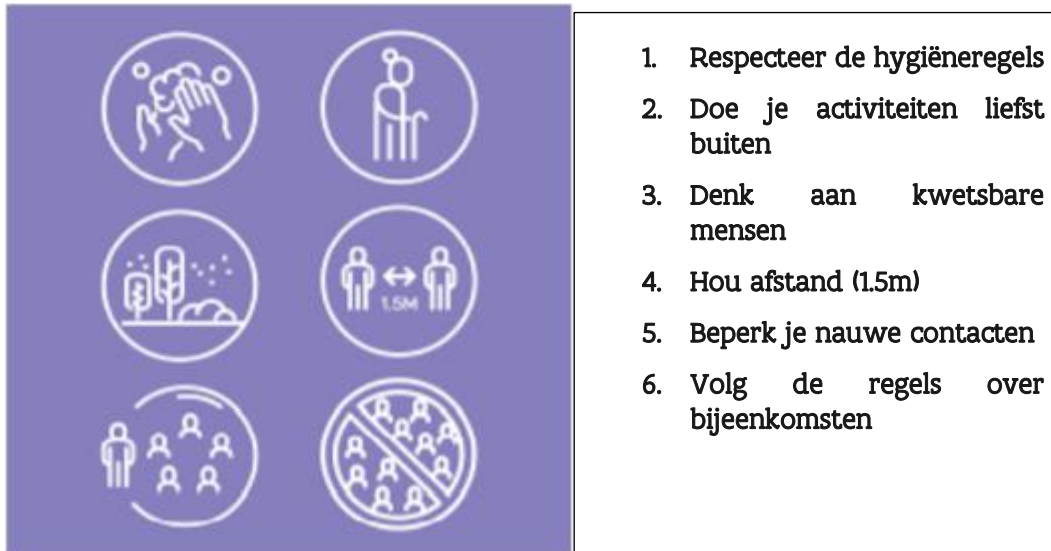 1.5M
1. Respecteer de hygiëneregels
2. Doe je activiteiten liefst
buiten
3. Denk aan kwetsbare
mensen
4. Hou afstand (1.5m)
5. Beperk je nauwe contacten
6. Volg de regels over
bijeenkomsten